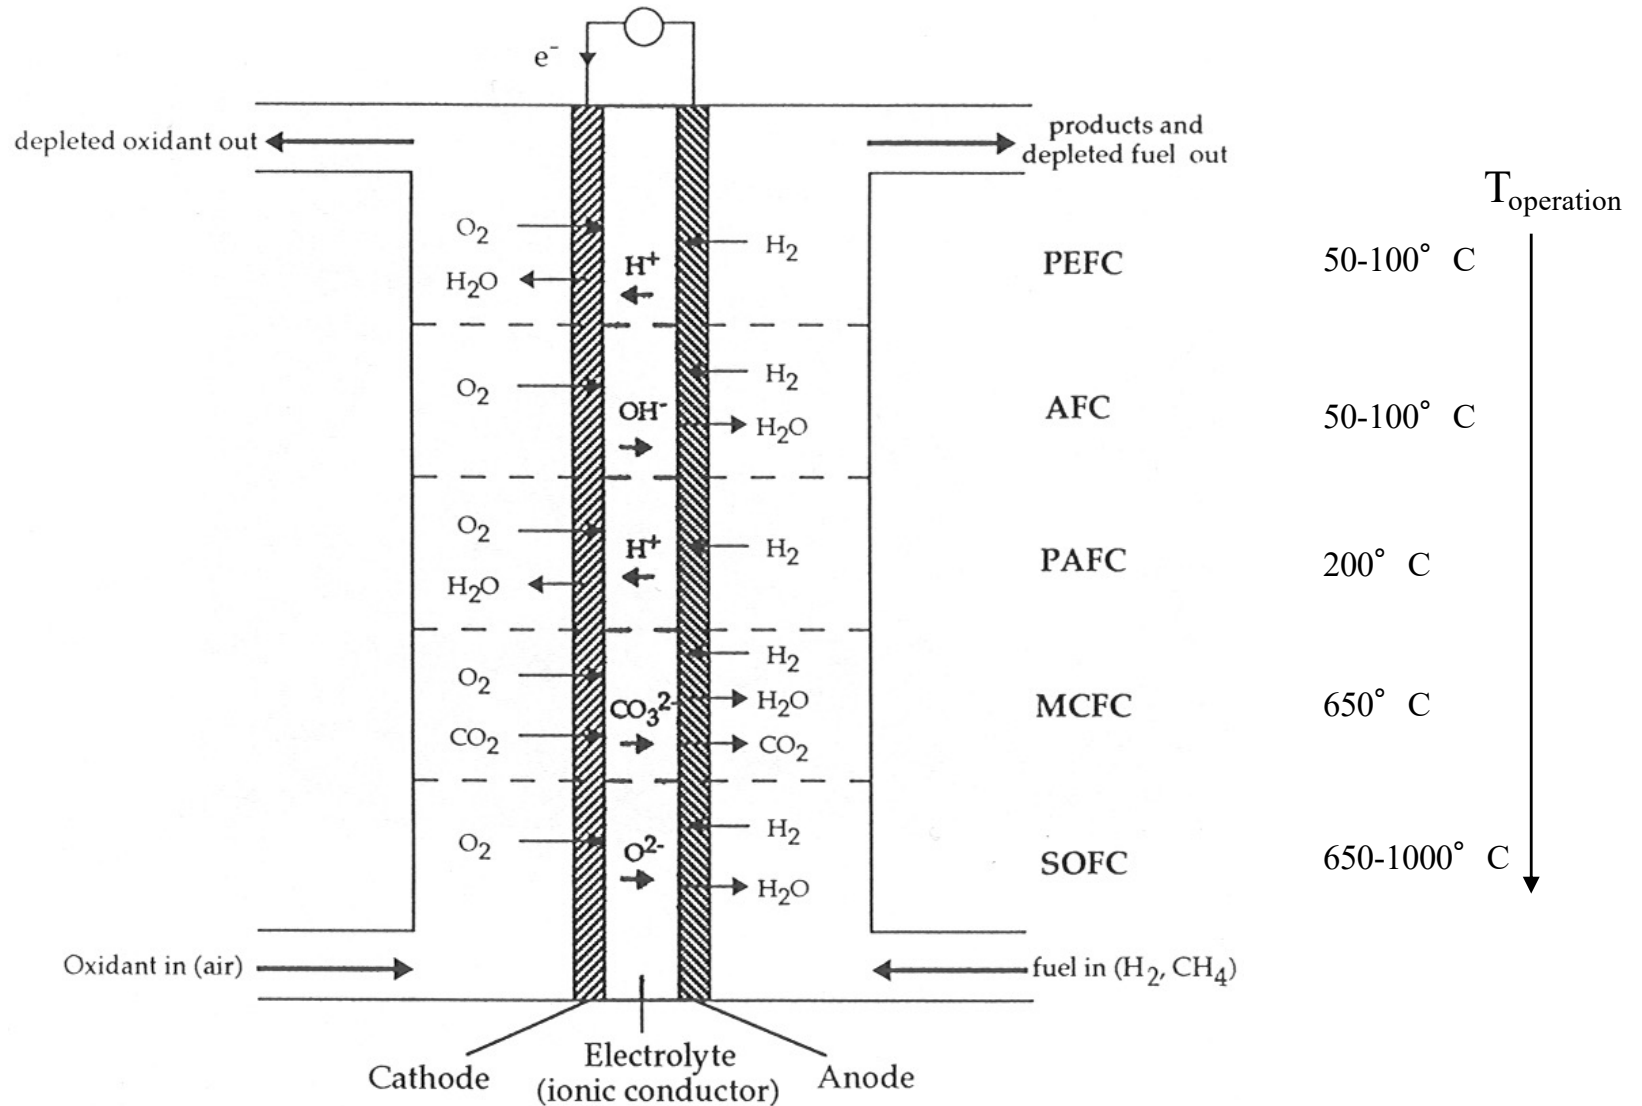 e⁻
depleted oxidant out
products and
depleted fuel out
T_operation
O₂
H₂O
H⁺
H₂
PEFC
50-100° C
O₂
OH⁻
H₂
H₂O
AFC
50-100° C
O₂
H₂O
H⁺
H₂
PAFC
200° C
O₂
CO₂
CO₃²⁻
H₂
H₂O
CO₂
MCFC
650° C
O₂
O²⁻
H₂
H₂O
SOFC
650-1000° C
Oxidant in (air)
fuel in (H₂, CH₄)
Cathode
Electrolyte
(ionic conductor)
Anode